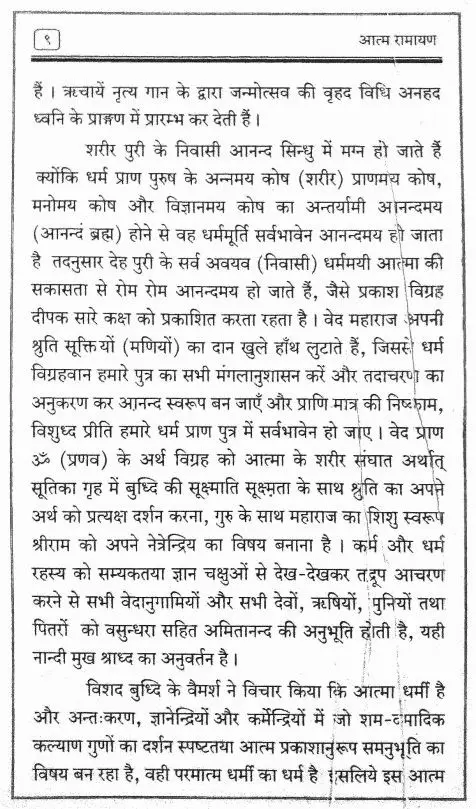 ९ आत्म रामायण
हैं । ऋचायें नृत्य गान के द्वारा जन्मोत्सव की वृहद विधि अनहद
ध्वनि के प्राङ्गण में प्रारम्भ कर देती हैं ।
शरीर पुरी के निवासी आनन्द सिन्धु में मग्न हो जाते हैं
क्योंकि धर्म प्राण पुरुष के अन्नमय कोष (शरीर) प्राणमय कोष,
मनोमय कोष और विज्ञानमय कोष का अन्तर्यामी आनन्दमय
(आनन्दं ब्रह्म) होने से वह धर्ममूर्ति सर्वभावेन आनन्दमय हो जाता
है तदनुसार देह पुरी के सर्व अवयव (निवासी) धर्ममयी आत्मा की
सकासता से रोम रोम आनन्दमय हो जाते हैं, जैसे प्रकाश विग्रह
दीपक सारे कक्ष को प्रकाशित करता रहता है । वेद महाराज अपनी
श्रुति सूक्तियों (मणियों) का दान खुले हाँथ लुटाते हैं, जिससे धर्म
विग्रहवान हमारे पुत्र का सभी मंगलानुशासन करें और तदाचरण का
अनुकरण कर आनन्द स्वरूप बन जाएँ और प्राणि मात्र की निष्काम,
विशुध्द प्रीति हमारे धर्म प्राण पुत्र में सर्वभावेन हो जाए । वेद प्राण
ॐ (प्रणव) के अर्थ विग्रह को आत्मा के शरीर संघात अर्थात्
सूतिका गृह में बुध्दि की सूक्ष्माति सूक्ष्मता के साथ श्रुति का अपने
अर्थ को प्रत्यक्ष दर्शन करना, गुरु के साथ महाराज का शिशु स्वरूप
श्रीराम को अपने नेत्रेन्द्रिय का विषय बनाना है । कर्म और धर्म
रहस्य को सम्यकतया ज्ञान चक्षुओं से देख-देखकर तद्रूप आचरण
करने से सभी वेदानुगामियों और सभी देवों, ऋषियों, मुनियों तथा
पितरों को वसुन्धरा सहित अमितानन्द की अनुभूति होती है, यही
नान्दी मुख श्राध्द का अनुवर्तन है ।
विशद बुध्दि के वैमर्श ने विचार किया कि आत्मा धर्मी है
और अन्तःकरण, ज्ञानेन्द्रियों और कर्मेन्द्रियों में जो शम-दमादिक
कल्याण गुणों का दर्शन स्पष्टतया आत्म प्रकाशानुरूप समनुभूति का
विषय बन रहा है, वही परमात्म धर्मी का धर्म है इसलिये इस आत्म